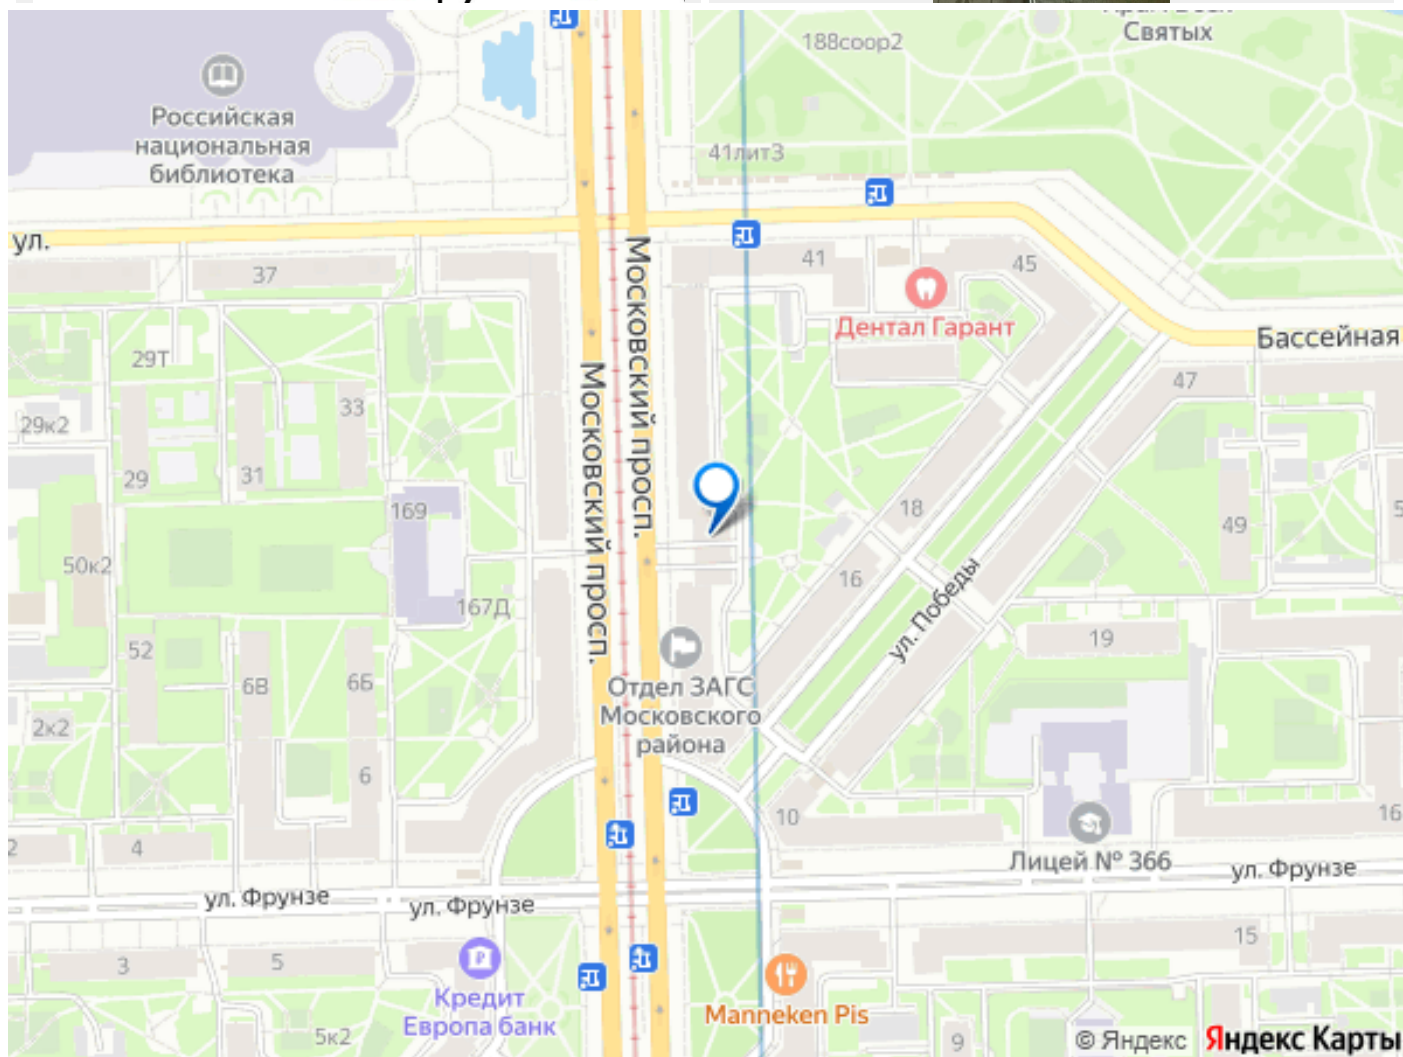 Святых
188соор2
Российская
национальная
библиотека
41литЗ
ул.
37
41
45
Дентал Гарант
Бассейная
Московский просп.
Московский просп.
29Т
33
47
29к2
29
31
169
18
49
50к2
16
167Д
ул. Победы
19
52
6В
6Б
Отдел ЗАГС
Московского
района
2к2
6
10
16
2
4
Лицей № 366
ул. Фрунзе
ул. Фрунзе
ул. Фрунзе
15
3
5
Кредит
Европа банк
Manneken Pis
5к2
9
© Яндекс
Яндекс Карты